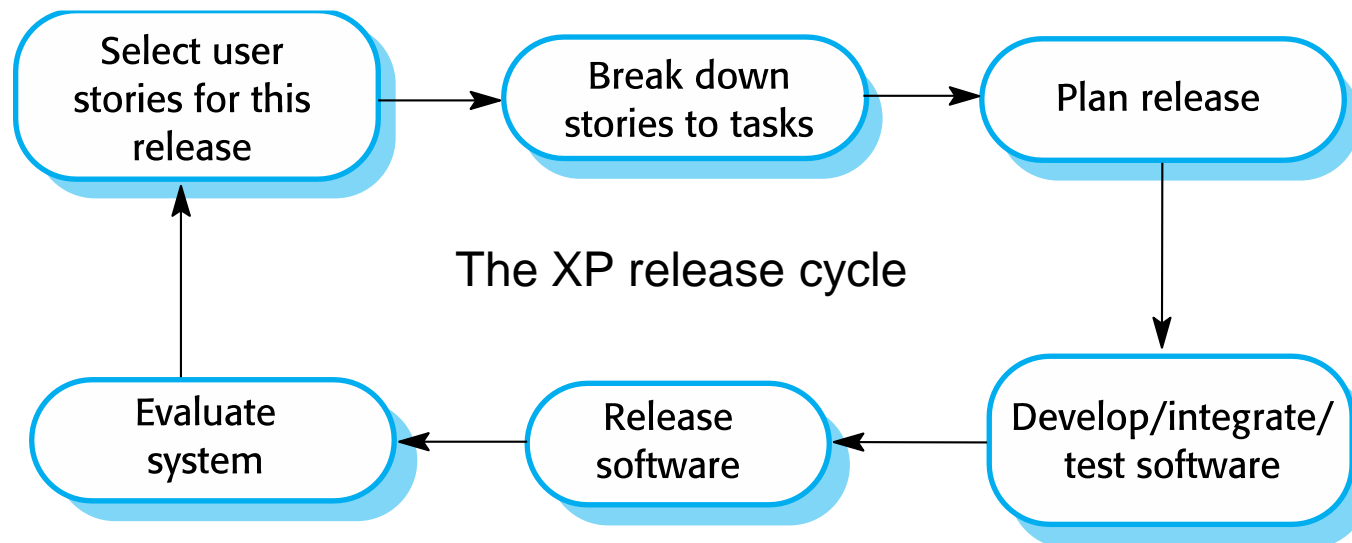 Select user
stories for this
release
Break down
stories to tasks
Plan release
The XP release cycle
Evaluate
system
Release
software
Develop/integrate/
test software